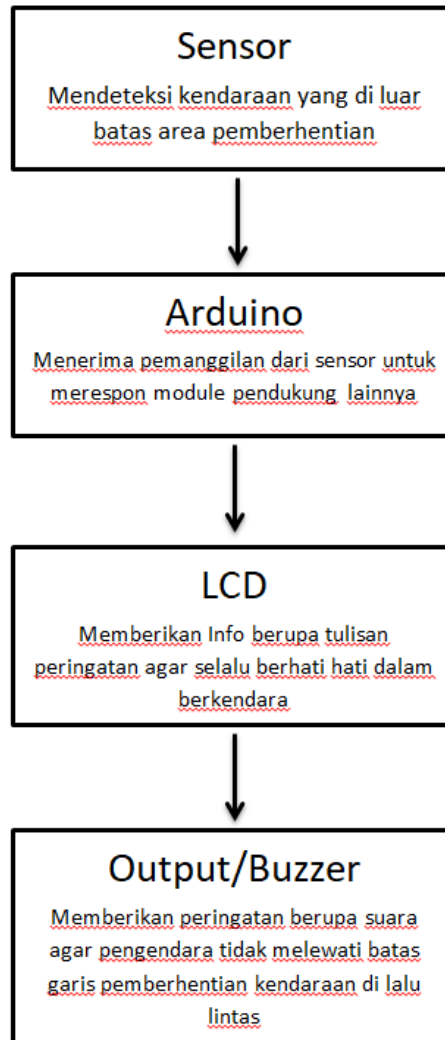 Sensor
Mendeteksi kendaraan yang di luar
batas area pemberhentian
Arduino
Menerima pemanggilan dari sensor untuk
merespon module pendukung lainnya
LCD
Memberikan Info berupa tulisan
peringatan agar selalu berhati hati dalam
berkendara
Output/Buzzer
Memberikan peringatan berupa suara
agar pengendara tidak melewati batas
garis pemberhentian kendaraan di lalu
lintas